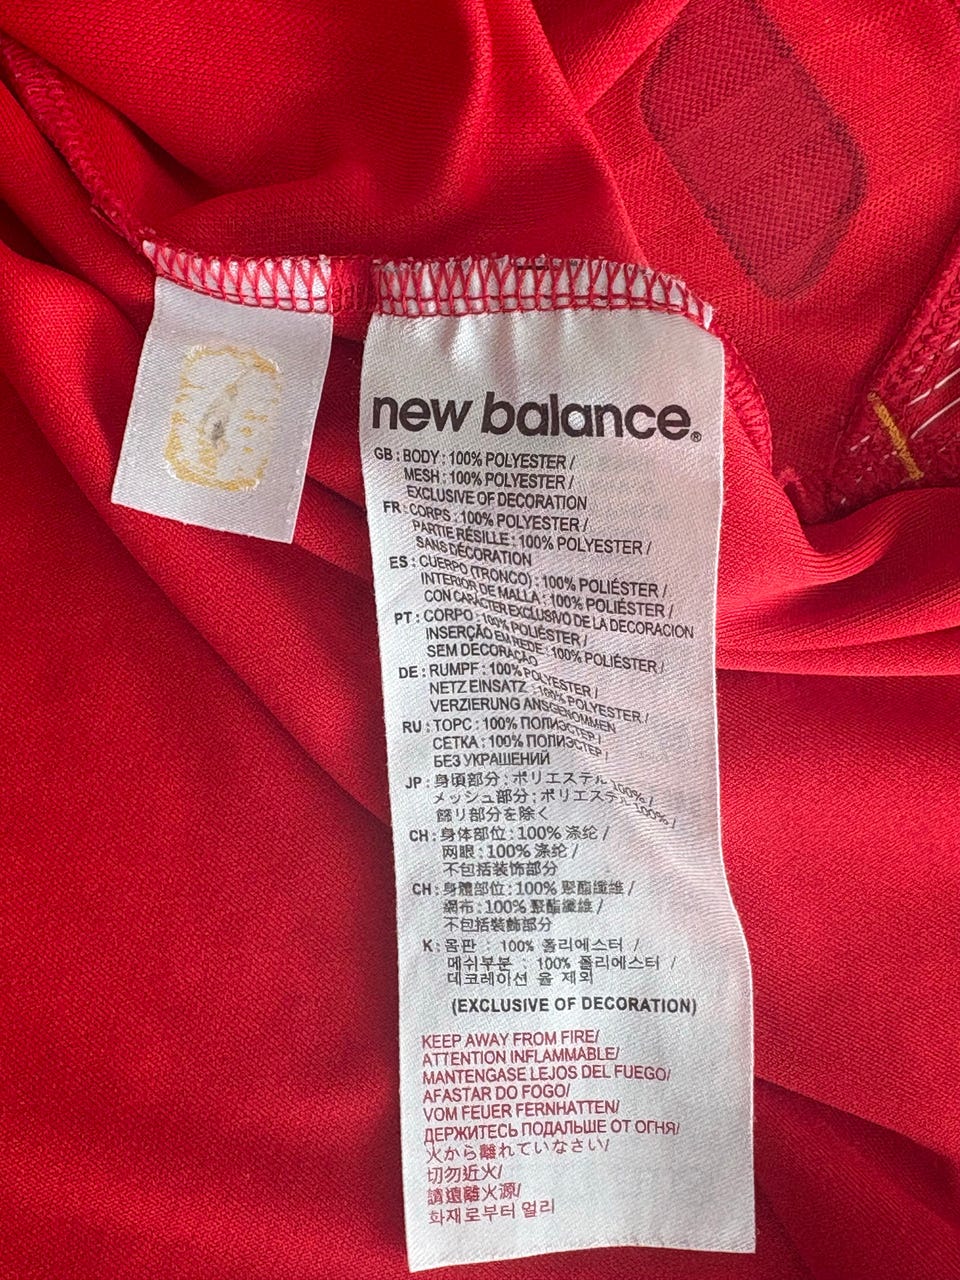 new balance®
GB : BODY : 100% POLYESTER /
MESH : 100% POLYESTER /
EXCLUSIVE OF DECORATION
FR : CORPS : 100% POLYESTER /
PARTIE RÉSILLE : 100% POLYESTER /
SANS DÉCORATION
ES : CUERPO (TRONCO) : 100% POLIÉSTER /
INTERIOR DE MALLA : 100% POLIÉSTER /
CON CARÁCTER EXCLUSIVO DE LA DECORACION
PT : CORPO : 100% POLIÉSTER /
INSERÇÃO EM REDE : 100% POLIÉSTER /
SEM DECORAÇÃO
DE : RUMPF : 100% POLYESTER /
NETZ EINSATZ : 100% POLYESTER /
VERZIERUNG ANSGENOMMEN
RU : ТОРС : 100% ПОЛИЭСТЕР /
СЕТКА : 100% ПОЛИЭСТЕР /
БЕЗ УКРАШЕНИЙ
JP : 身頃部分 : ポリエステル 100% /
メッシュ部分 : ポリエステル 100% /
篩リ部分を除く
CH : 身体部位 : 100% 涤纶 /
网眼 : 100% 涤纶 /
不包括装饰部分
CH : 身體部位 : 100% 聚酯纖維 /
網布 : 100% 聚酯纖維 /
不包括裝飾部分
K : 몸판 : 100% 폴리에스터 /
메쉬부분 : 100% 폴리에스터 /
데코레이션 을 제외
(EXCLUSIVE OF DECORATION)
KEEP AWAY FROM FIRE/
ATTENTION INFLAMMABLE/
MANTENGASE LEJOS DEL FUEGO/
AFASTAR DO FOGO/
VOM FEUER FERNHATTEN/
ДЕРЖИТЕСЬ ПОДАЛЬШЕ ОТ ОГНЯ/
火から離れていなさい/
切勿近火/
請遠離火源/
화재로부터 멀리